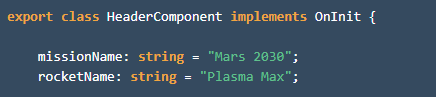 export class HeaderComponent implements OnInit {
missionName: string = "Mars 2030";
rocketName: string = "Plasma Max";